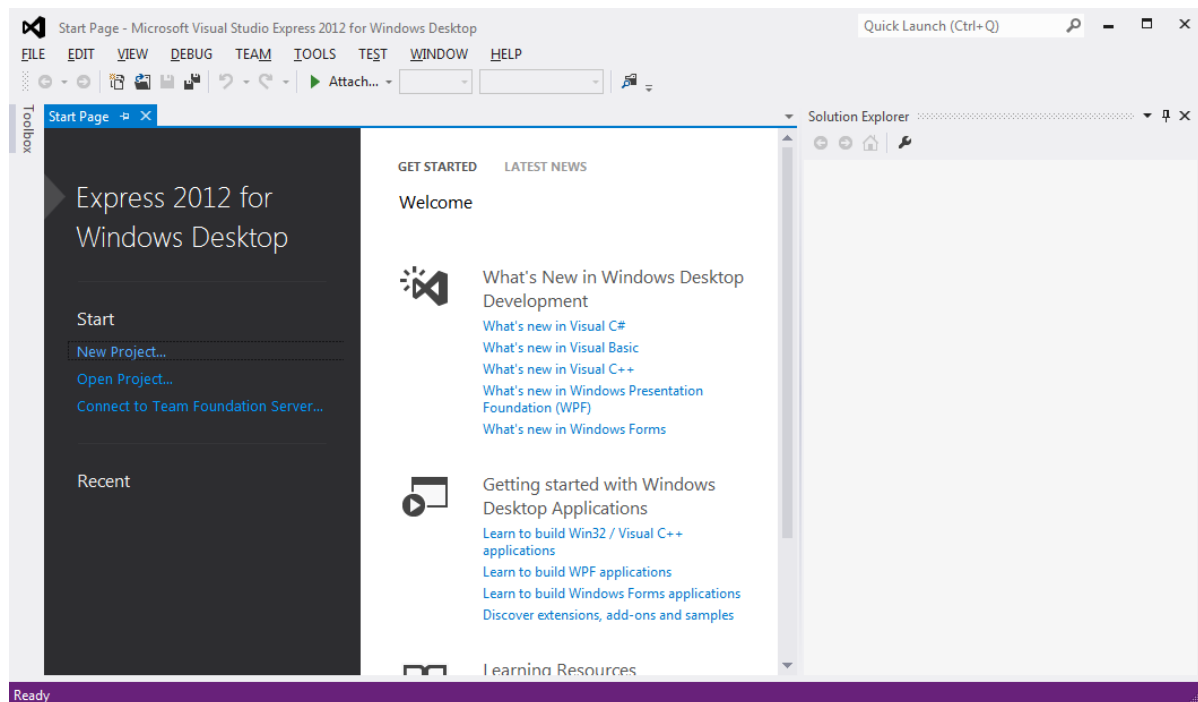 Start Page - Microsoft Visual Studio Express 2012 for Windows Desktop
Quick Launch (Ctrl+Q)
FILE EDIT VIEW DEBUG TEAM TOOLS TEST WINDOW HELP
Attach...
Toolbox
Start Page
Solution Explorer
Express 2012 for
Windows Desktop
Start
New Project...
Open Project...
Connect to Team Foundation Server...
Recent
GET STARTED LATEST NEWS
Welcome
What's New in Windows Desktop
Development
What's new in Visual C#
What's new in Visual Basic
What's new in Visual C++
What's new in Windows Presentation
Foundation (WPF)
What's new in Windows Forms
Getting started with Windows
Desktop Applications
Learn to build Win32 / Visual C++
applications
Learn to build WPF applications
Learn to build Windows Forms applications
Discover extensions, add-ons and samples
Learning Resources
Ready